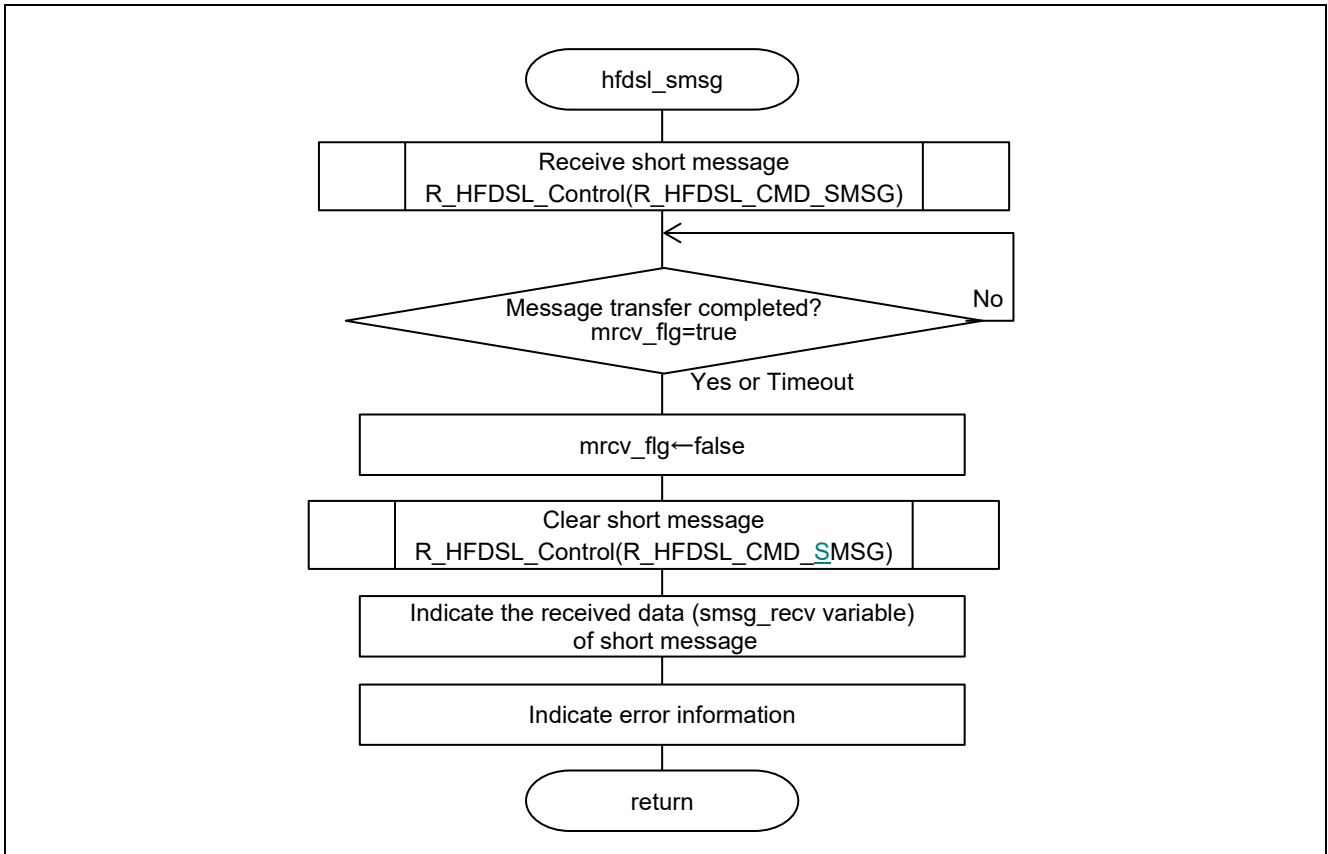 hfdsl_smsg
Receive short message
R_HFDSL_Control(R_HFDSL_CMD_SMSG)
No
Message transfer completed?
mrcv_flg=true
Yes or Timeout
mrcv_flg←false
Clear short message
R_HFDSL_Control(R_HFDSL_CMD_SMSG)
Indicate the received data (smsg_recv variable)
of short message
Indicate error information
return